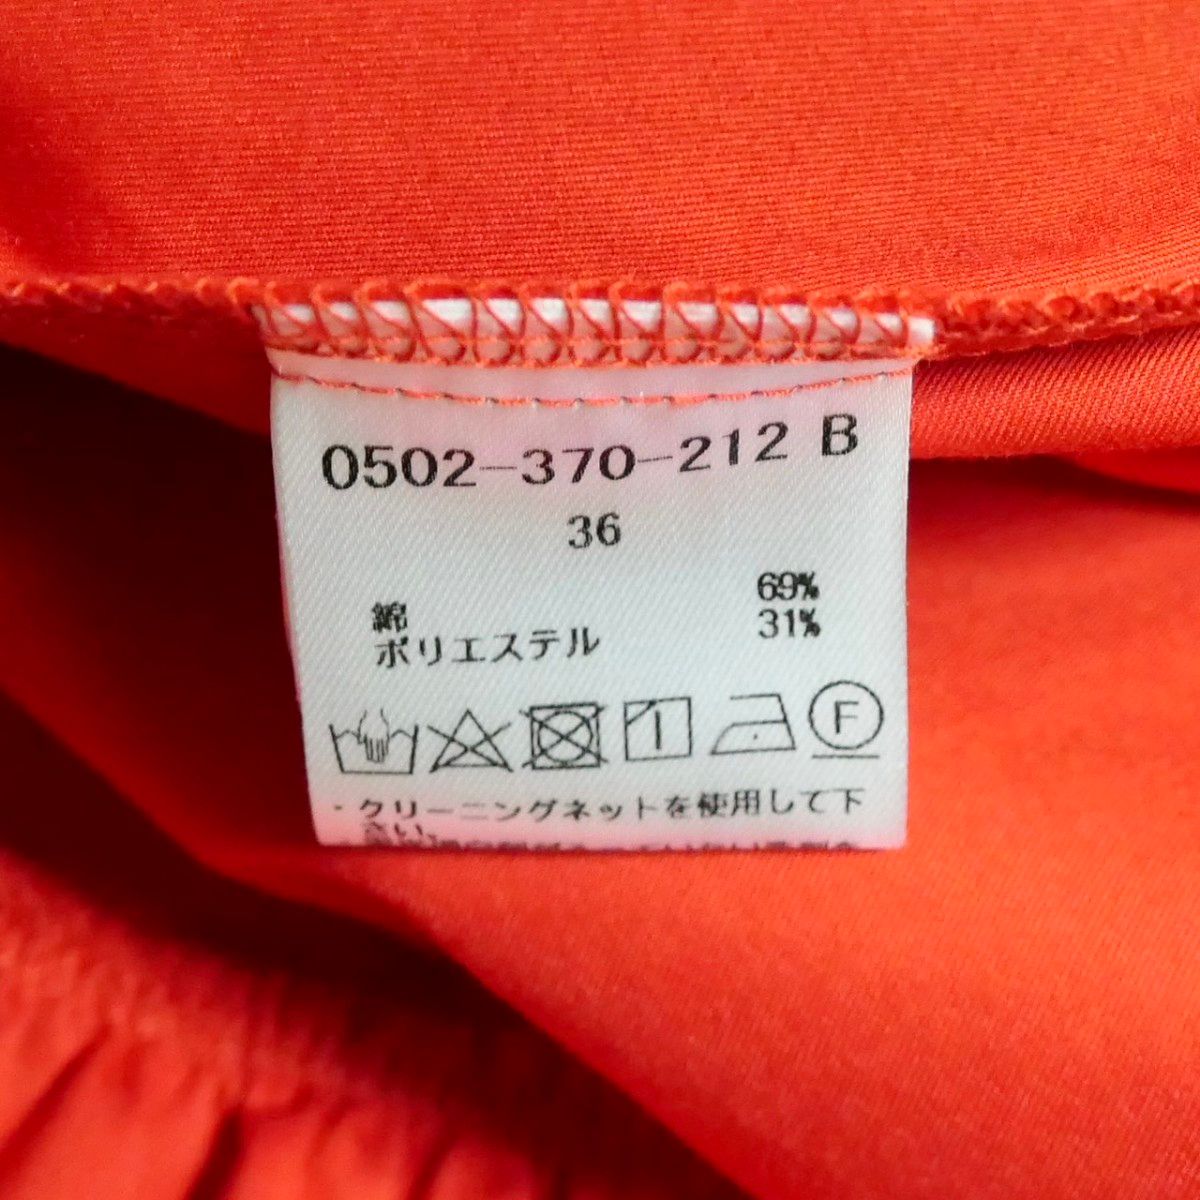 0502-370-212 B
36
綿 69%
ポリエステル 31%
F
・クリーニングネットを使用して下
さい。